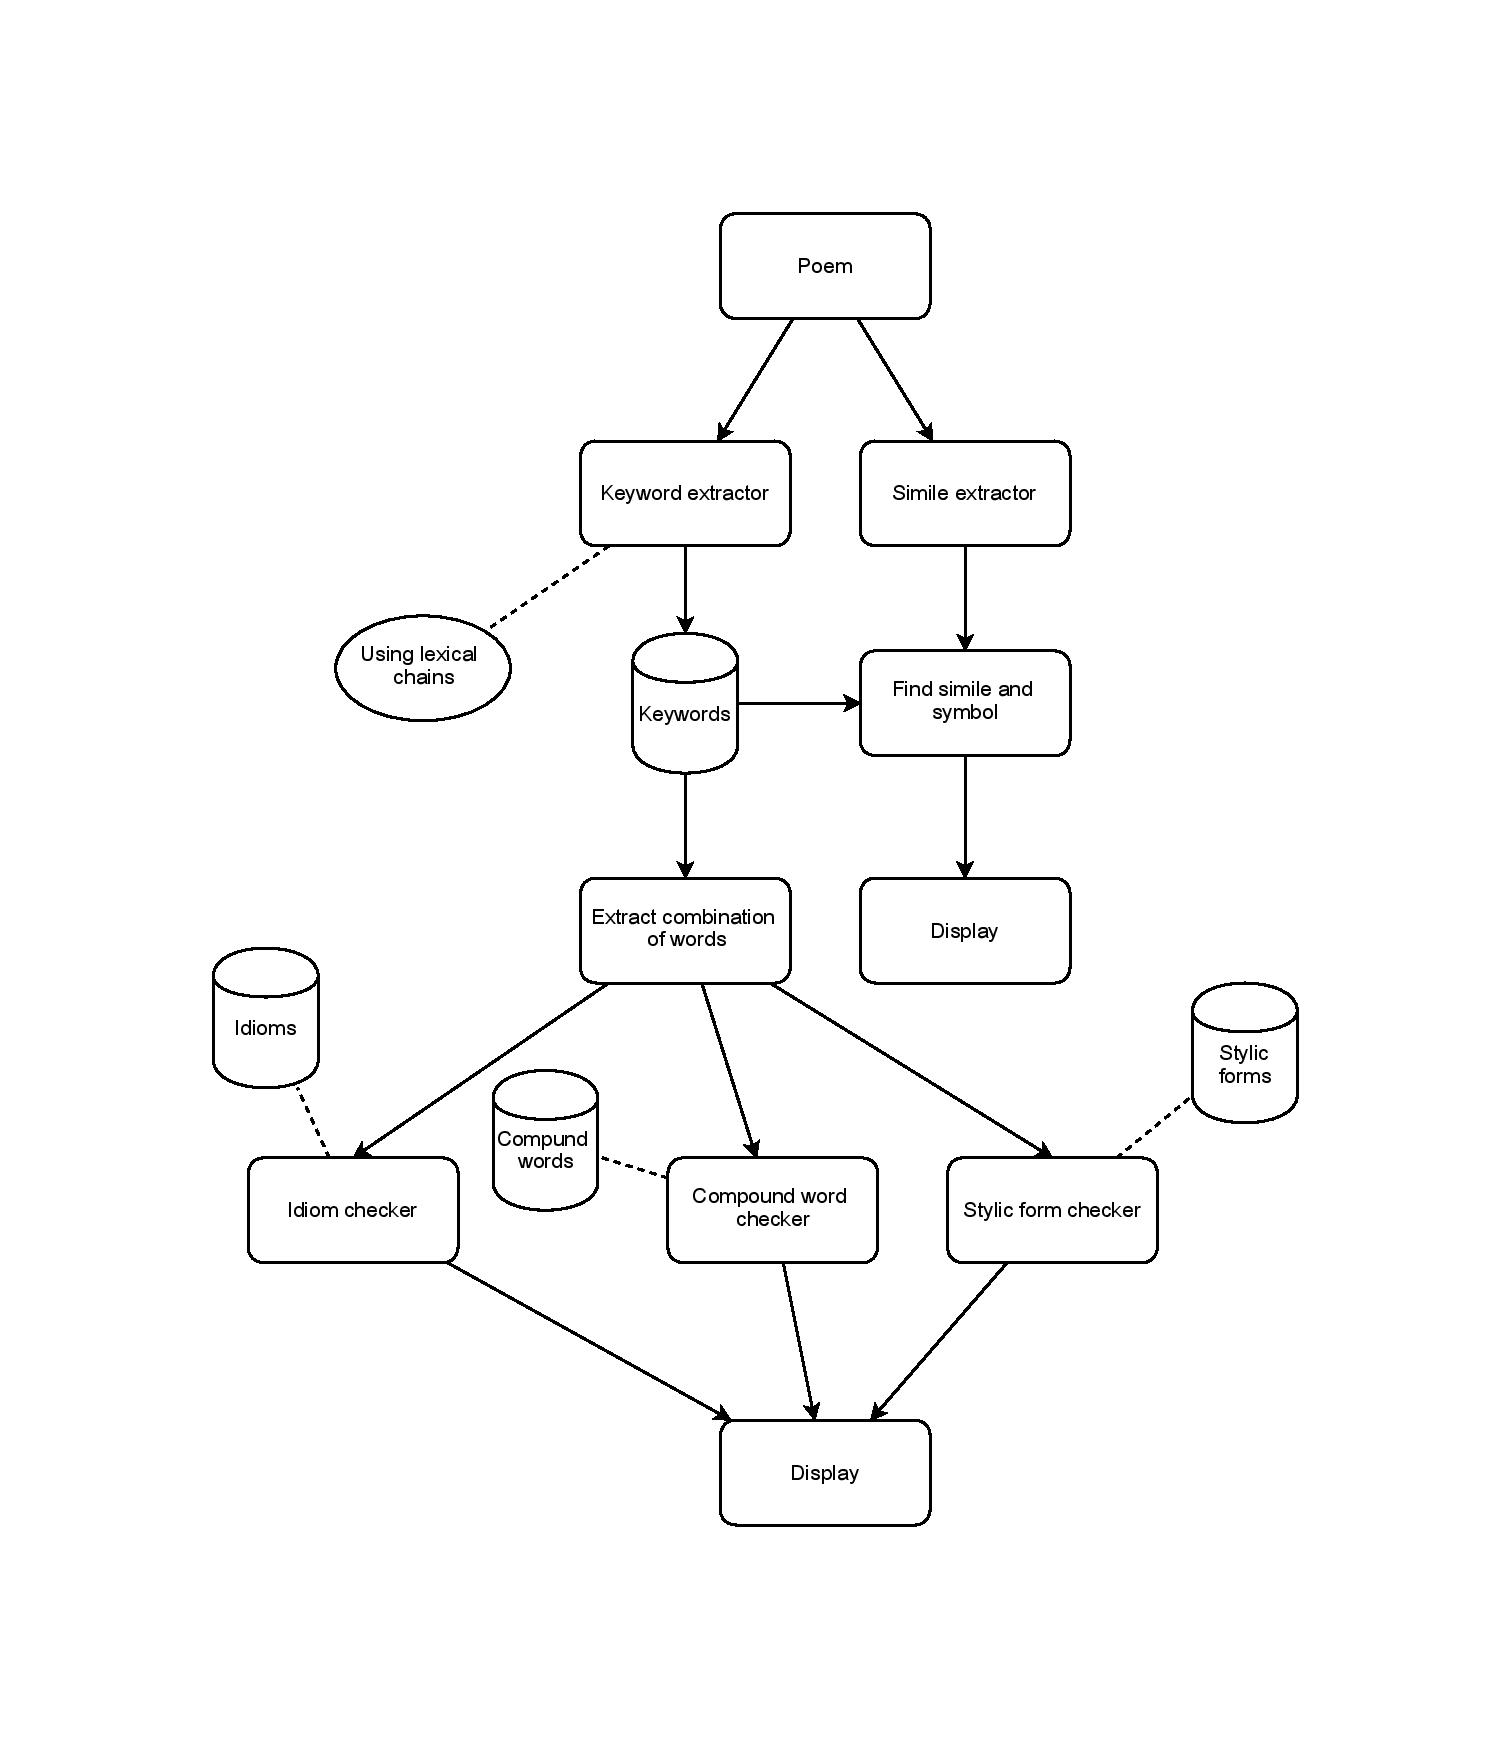 Poem
Keyword extractor
Simile extractor
Using lexical
chains
Keywords
Find simile and
symbol
Extract combination
of words
Display
Idioms
Stylic
forms
Compund
words
Idiom checker
Compound word
checker
Stylic form checker
Display